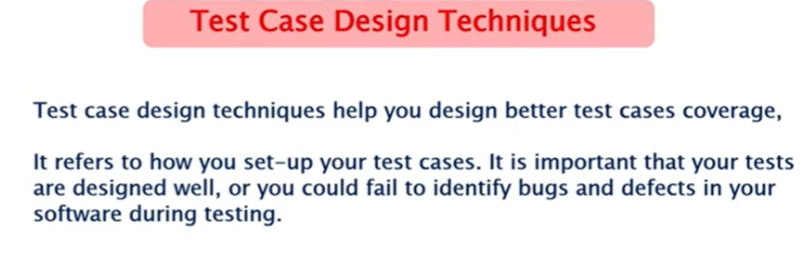 Test Case Design Techniques
Test case design techniques help you design better test cases coverage,
It refers to how you set-up your test cases. It is important that your tests
are designed well, or you could fail to identify bugs and defects in your
software during testing.